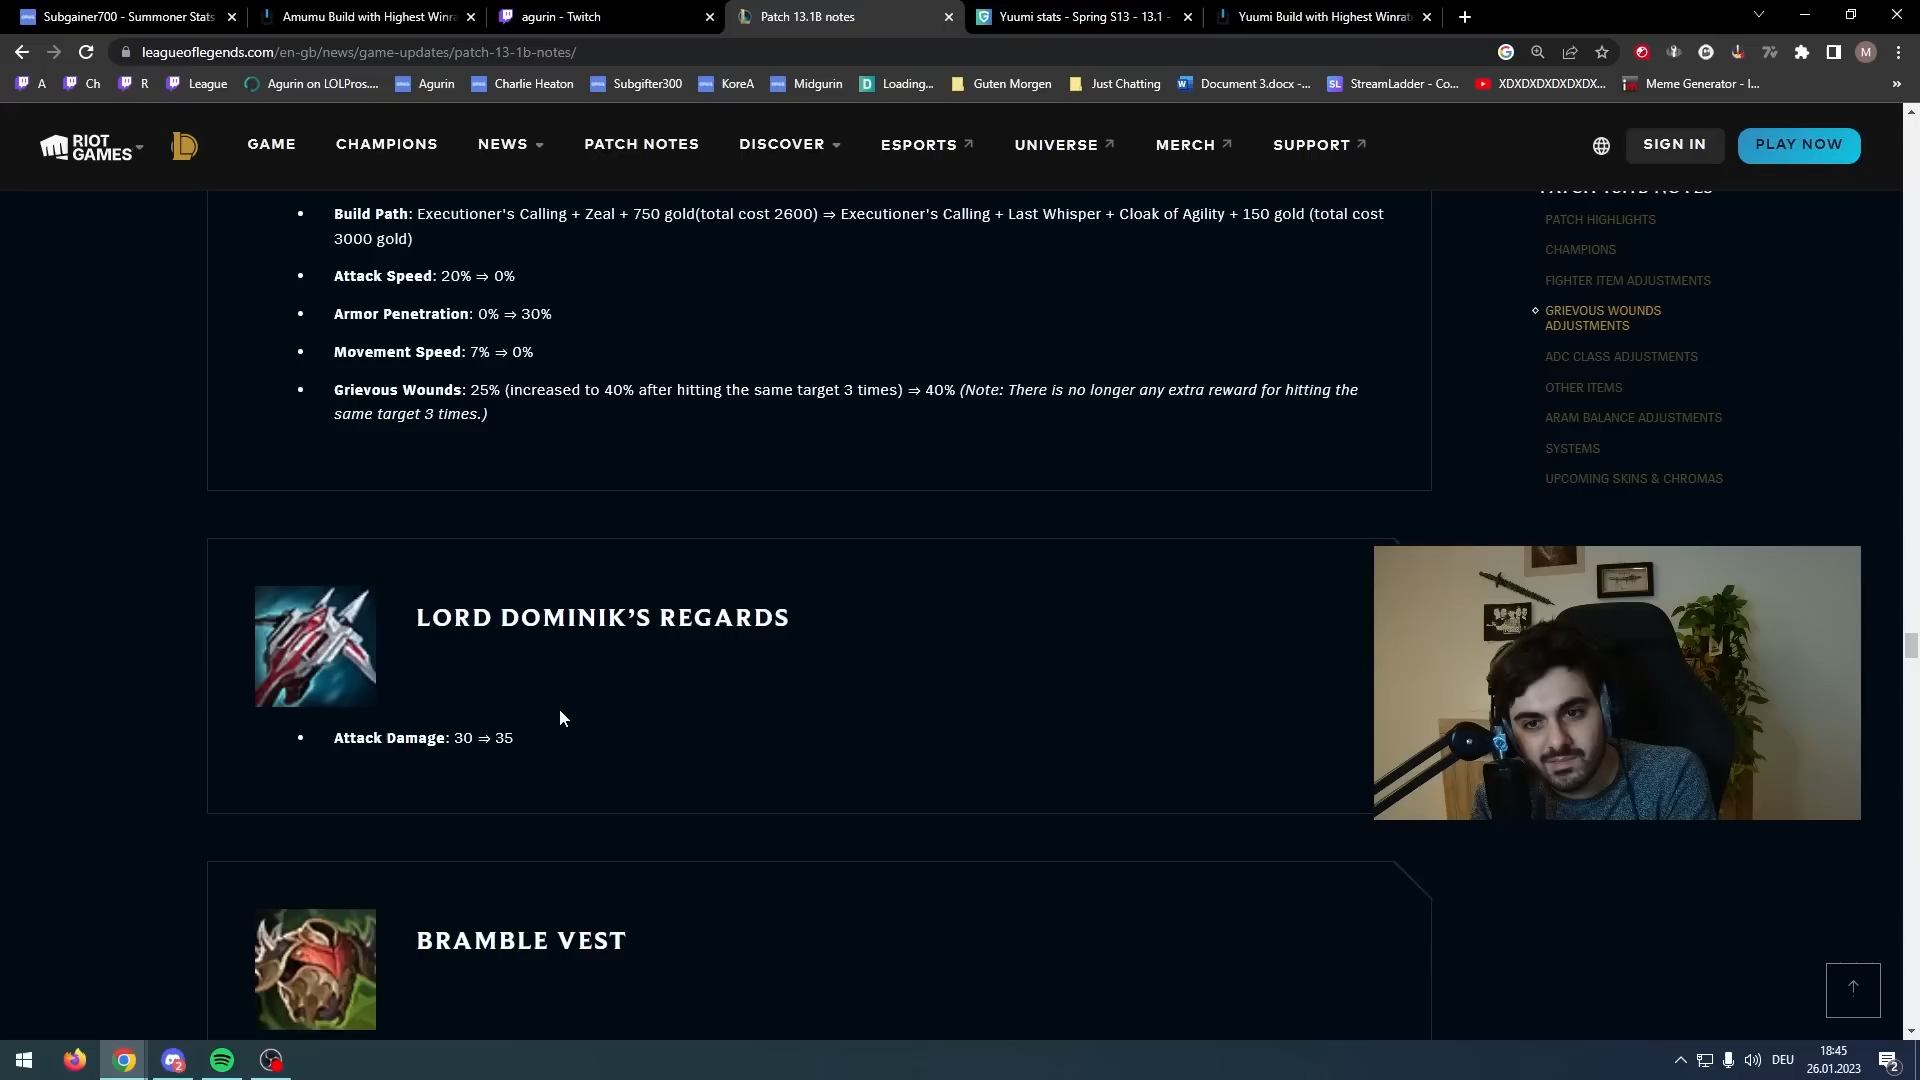 Subgainer700 - Summoner Stats
Amumu Build with Highest Winra
agurin - Twitch
Patch 13.1B notes
Yuumi stats - Spring S13 - 13.1 -
Yuumi Build with Highest Winrat
leagueoflegends.com/en-gb/news/game-updates/patch-13-1b-notes/
M
A
Ch
R
League
Agurin on LOLPros....
Agurin
Charlie Heaton
Subgifter300
KoreA
Midgurin
Loading...
Guten Morgen
Just Chatting
Document 3.docx -...
StreamLadder - Co...
XDXDXDXDXDXDX...
Meme Generator - I...
RIOT GAMES
GAME
CHAMPIONS
NEWS
PATCH NOTES
DISCOVER
ESPORTS
UNIVERSE
MERCH
SUPPORT
SIGN IN
PLAY NOW
Build Path: Executioner's Calling + Zeal + 750 gold(total cost 2600) ⇒ Executioner's Calling + Last Whisper + Cloak of Agility + 150 gold (total cost
3000 gold)
Attack Speed: 20% ⇒ 0%
Armor Penetration: 0% ⇒ 30%
Movement Speed: 7% ⇒ 0%
Grievous Wounds: 25% (increased to 40% after hitting the same target 3 times) ⇒ 40% (Note: There is no longer any extra reward for hitting the
same target 3 times.)
PATCH 13.1B NOTES
PATCH HIGHLIGHTS
CHAMPIONS
FIGHTER ITEM ADJUSTMENTS
GRIEVOUS WOUNDS
ADJUSTMENTS
ADC CLASS ADJUSTMENTS
OTHER ITEMS
ARAM BALANCE ADJUSTMENTS
SYSTEMS
UPCOMING SKINS & CHROMAS
LORD DOMINIK'S REGARDS
Attack Damage: 30 ⇒ 35
BRAMBLE VEST
2
DEU
18:45
26.01.2023
2